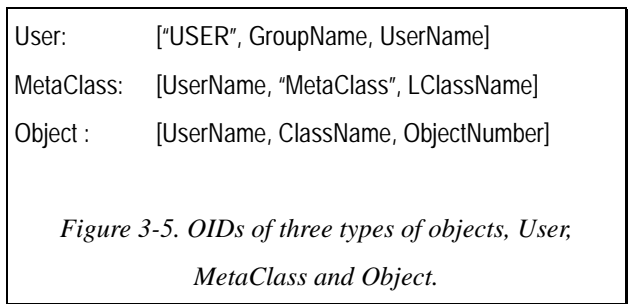 User: ["USER", GroupName, UserName]
MetaClass: [UserName, "MetaClass", LClassName]
Object : [UserName, ClassName, ObjectNumber]
Figure 3-5. OIDs of three types of objects, User,
MetaClass and Object.